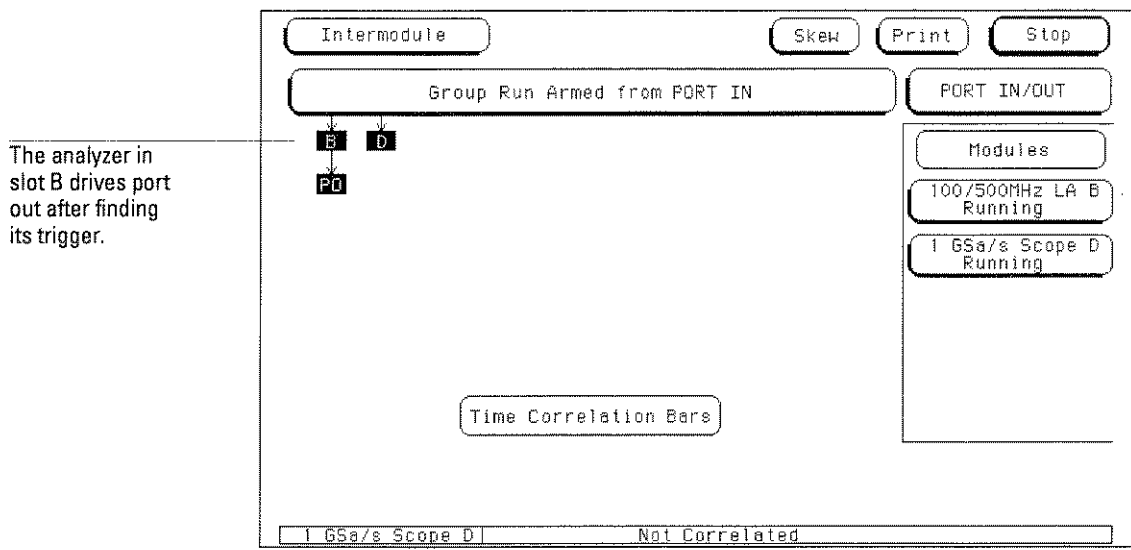 Intermodule
Skew
Print
Stop
Group Run Armed from PORT IN
PORT IN/OUT
B
D
PO
The analyzer in
slot B drives port
out after finding
its trigger.
Modules
100/500MHz LA B
Running
1 GSa/s Scope D
Running
Time Correlation Bars
1 GSa/s Scope D
Not Correlated